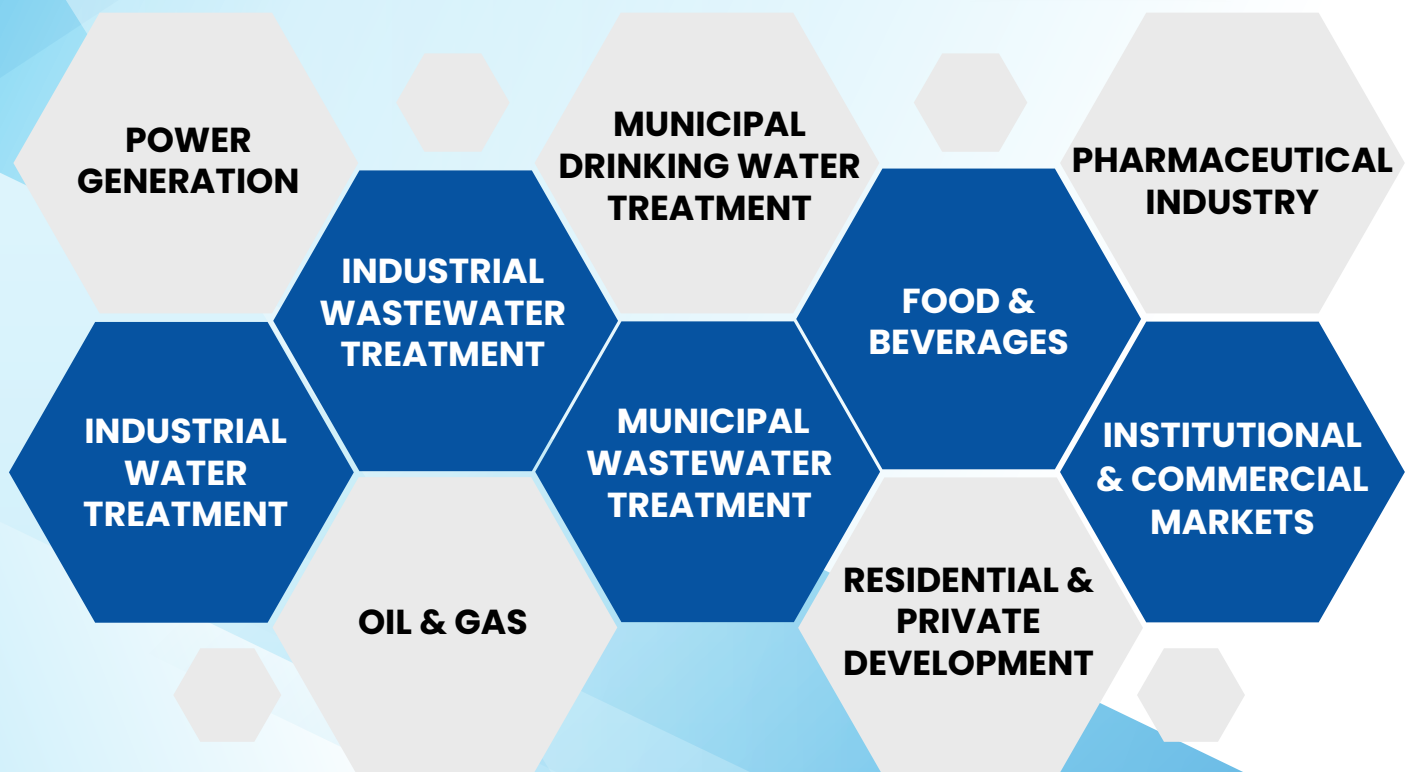 POWER
GENERATION
MUNICIPAL
DRINKING WATER
TREATMENT
PHARMACEUTICAL
INDUSTRY
INDUSTRIAL
WASTEWATER
TREATMENT
FOOD &
BEVERAGES
INDUSTRIAL
WATER
TREATMENT
MUNICIPAL
WASTEWATER
TREATMENT
INSTITUTIONAL
& COMMERCIAL
MARKETS
OIL & GAS
RESIDENTIAL &
PRIVATE
DEVELOPMENT